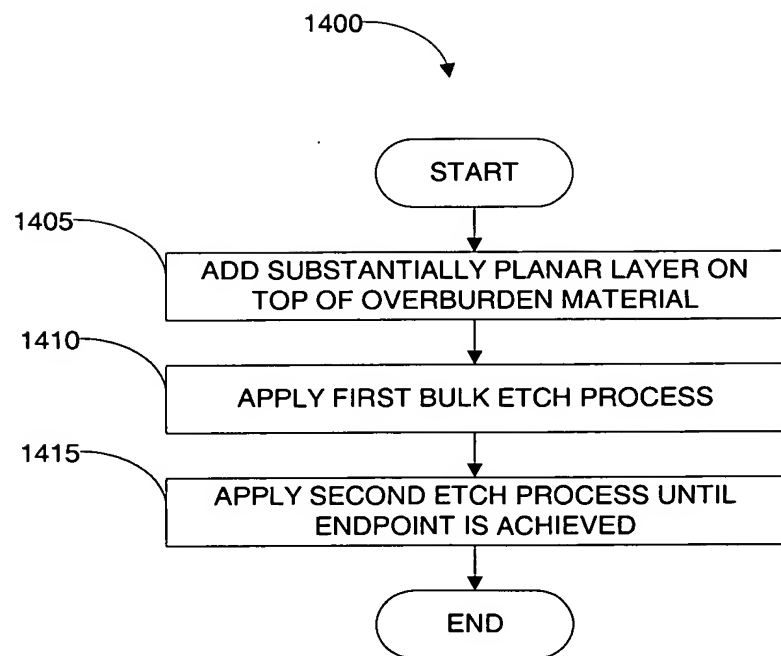 1400
START
1405
ADD SUBSTANTIALLY PLANAR LAYER ON
TOP OF OVERBURDEN MATERIAL
1410
APPLY FIRST BULK ETCH PROCESS
1415
APPLY SECOND ETCH PROCESS UNTIL
ENDPOINT IS ACHIEVED
END